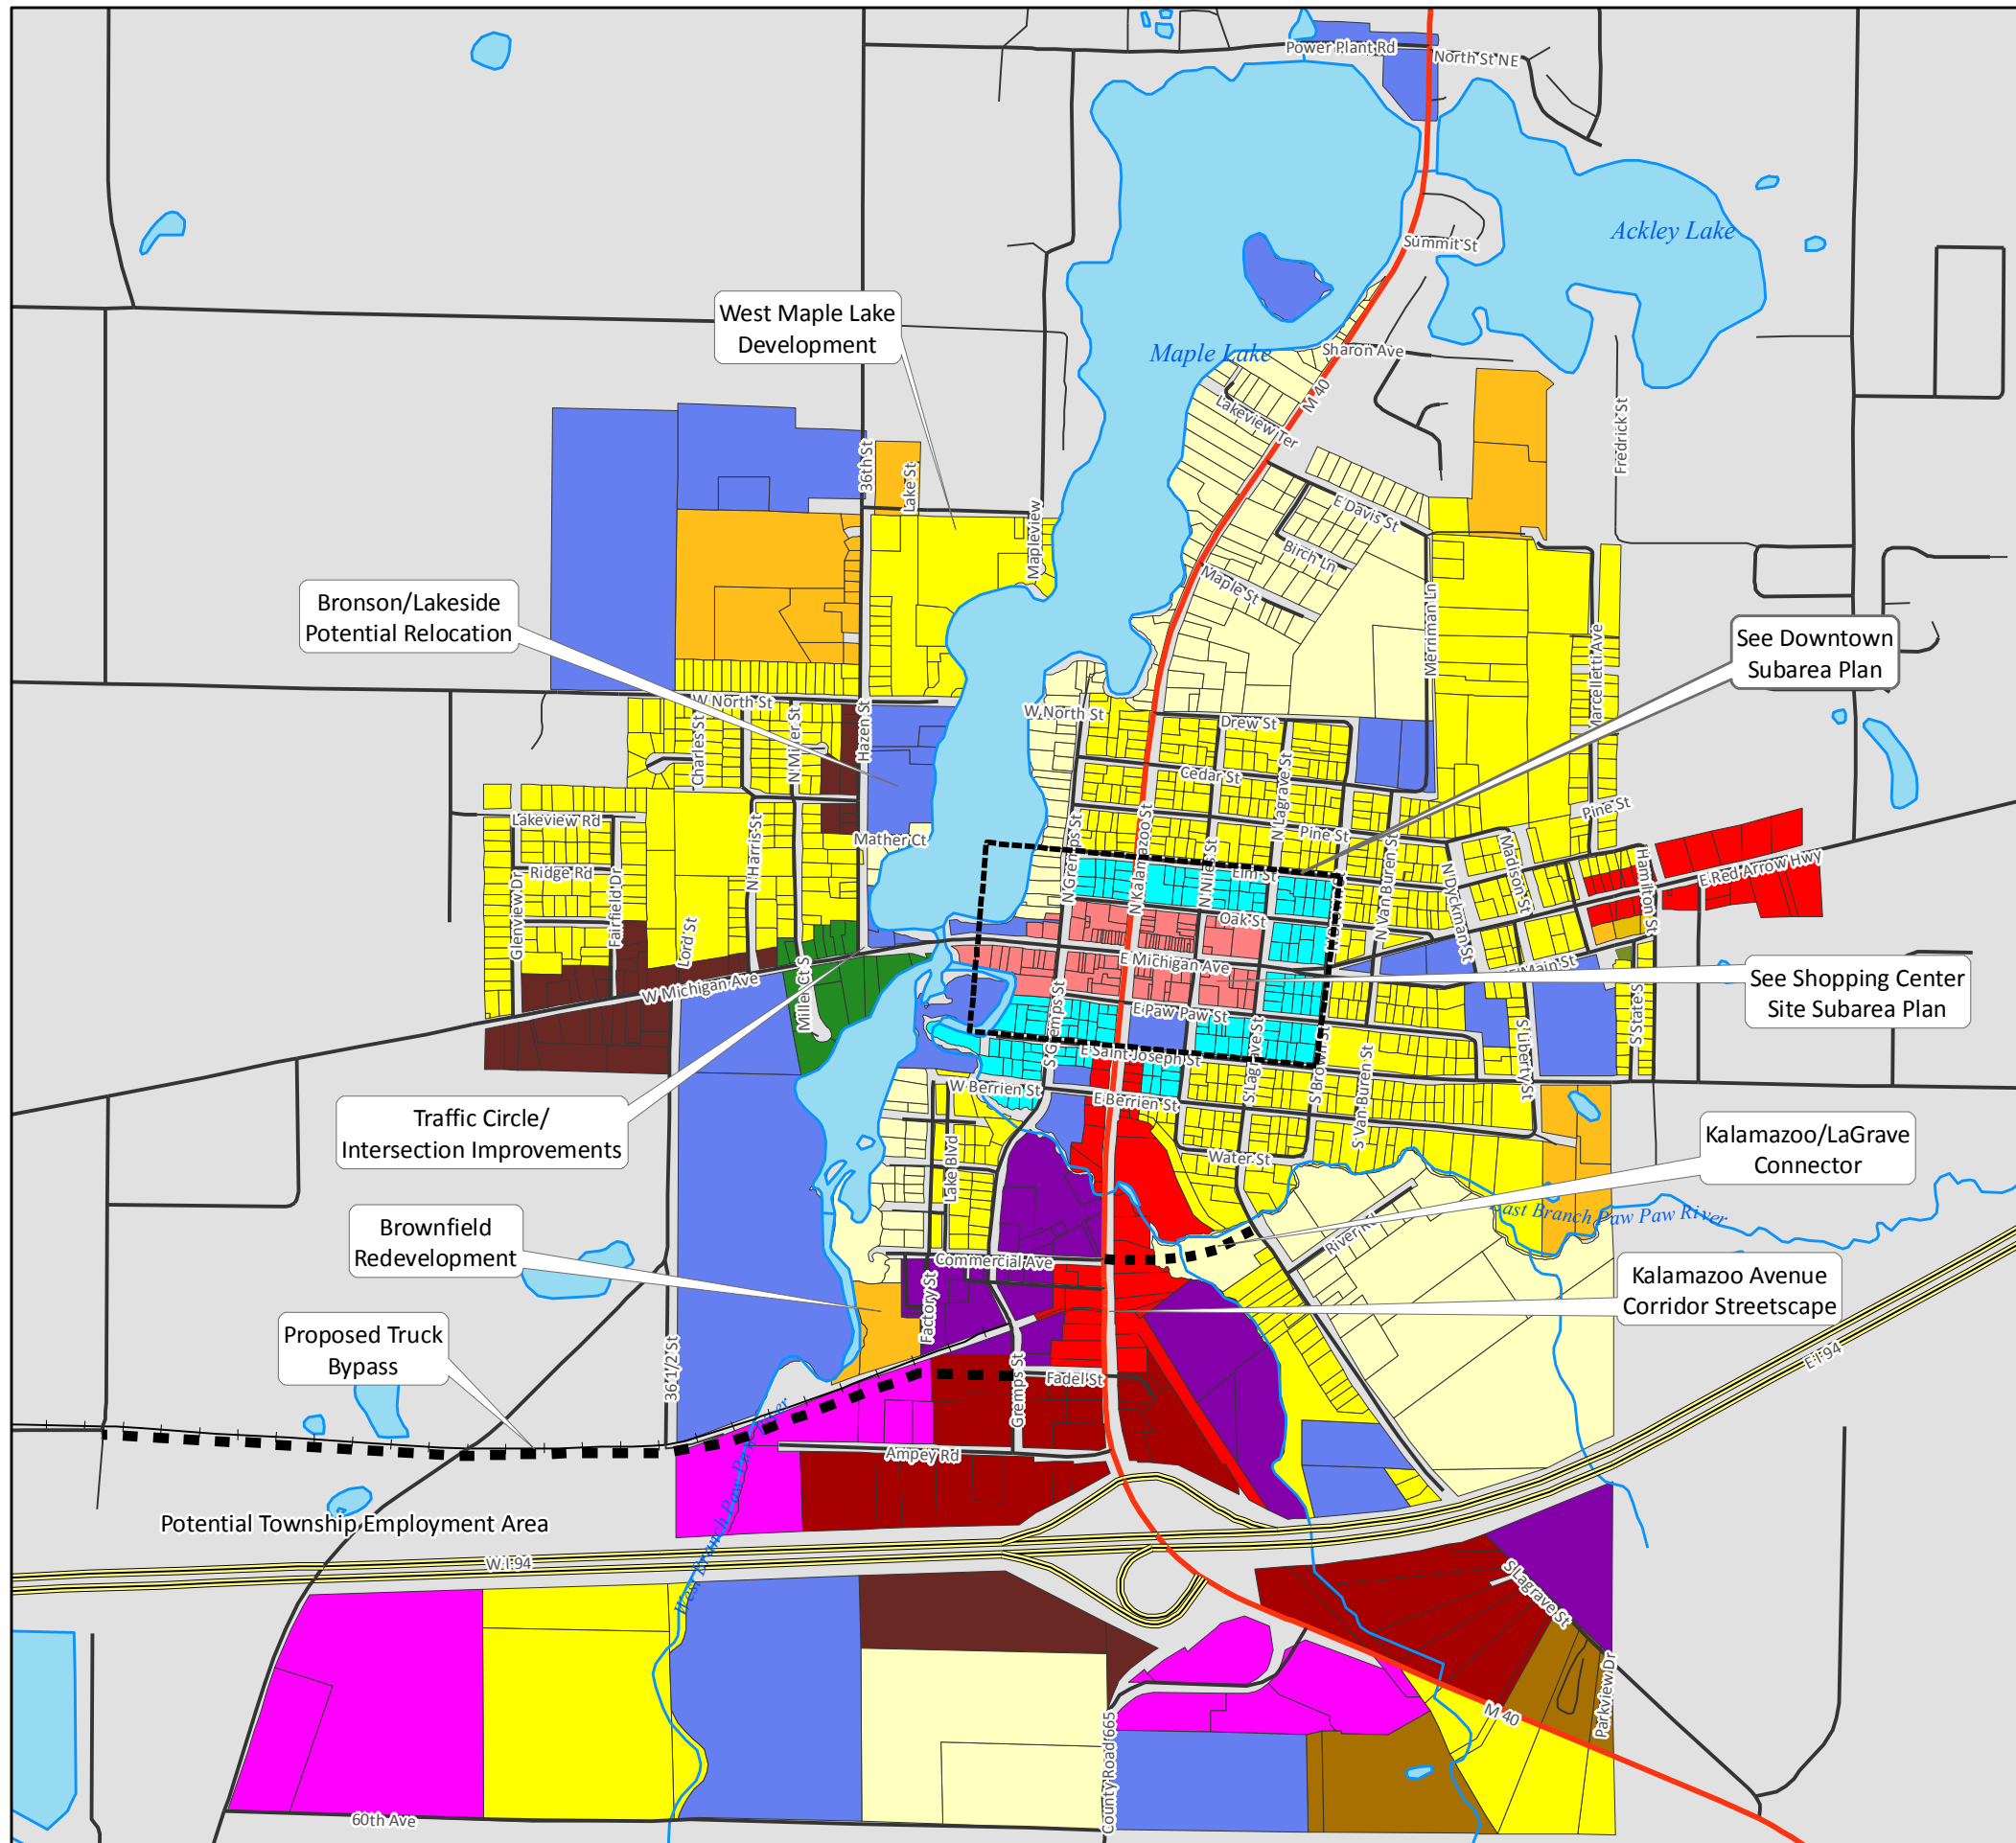 Power Plant Rd
North St NE
Summit St
Ackley Lake
West Maple Lake
Development
Maple Lake
Sharon Ave
M 40
Lakeview Ter
Fredrick St
36th St
Lake St
Mapleview
E Davis St
Birch Ln
Maple St
Merriman Ln
Marcelletti Ave
Bronson/Lakeside
Potential Relocation
See Downtown
Subarea Plan
W North St
W North St
Charles St
N Miller St
Hazen St
Drew St
Cedar St
N Lagrave St
Pine St
Pine St
Lakeview Rd
Ridge Rd
Glenview Dr
Fairfield Dr
N Harris St
Lord St
Mather Ct
N Gremps St
N Kalamazoo St
N Niles St
Elm St
Oak St
N Van Buren St
N Dyckman St
Madison St
Hamilton St
E Red Arrow Hwy
E Michigan Ave
W Michigan Ave
Miller Ct S
E Main St
See Shopping Center
Site Subarea Plan
E Paw Paw St
S Gremps St
E Saint Joseph St
S Lagrave St
S Brown St
S Van Buren St
S Liberty St
S State S
W Berrien St
E Berrien St
Traffic Circle/
Intersection Improvements
Water St
Lake Blvd
Kalamazoo/LaGrave
Connector
East Branch Paw Paw River
River Rd
Brownfield
Redevelopment
Commercial Ave
Factory St
Kalamazoo Avenue
Corridor Streetscape
Proposed Truck
Bypass
36 1/2 St
Gremps St
Fadel St
E I 94
Ampey Rd
West Branch Paw Paw River
Potential Township Employment Area
W I 94
S Lagrave St
Parkview Dr
M 40
County Road 665
60th Ave